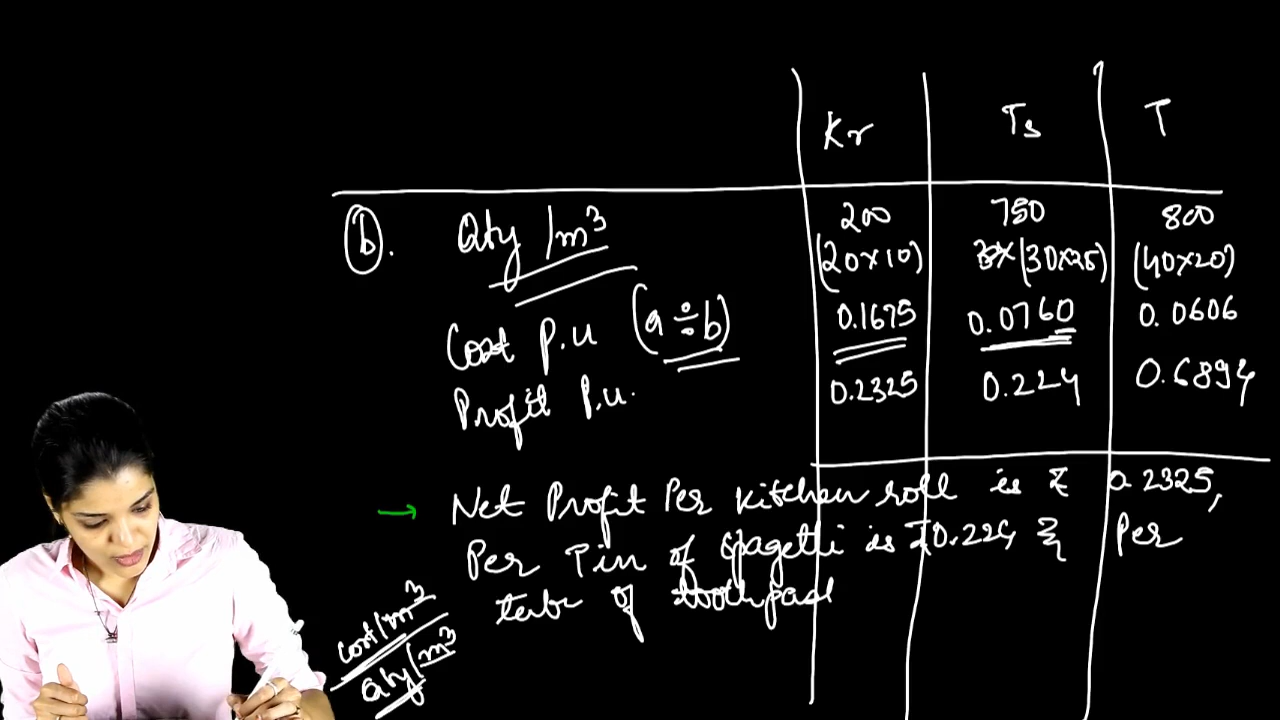 Kr Ts T
(b). Qty /m³ 200 750 800
(20×10) (30×25) (40×20)
Cost P.u (a÷b) 0.1675 0.0760 0.0606
Profit P.u. 0.2325 0.224 0.6894
→ Net Profit Per kitchen roll is ₹ 0.2325,
Per Tin of spagetti is ₹0.224 & Per
tube of
cost/m³
Qty/m³